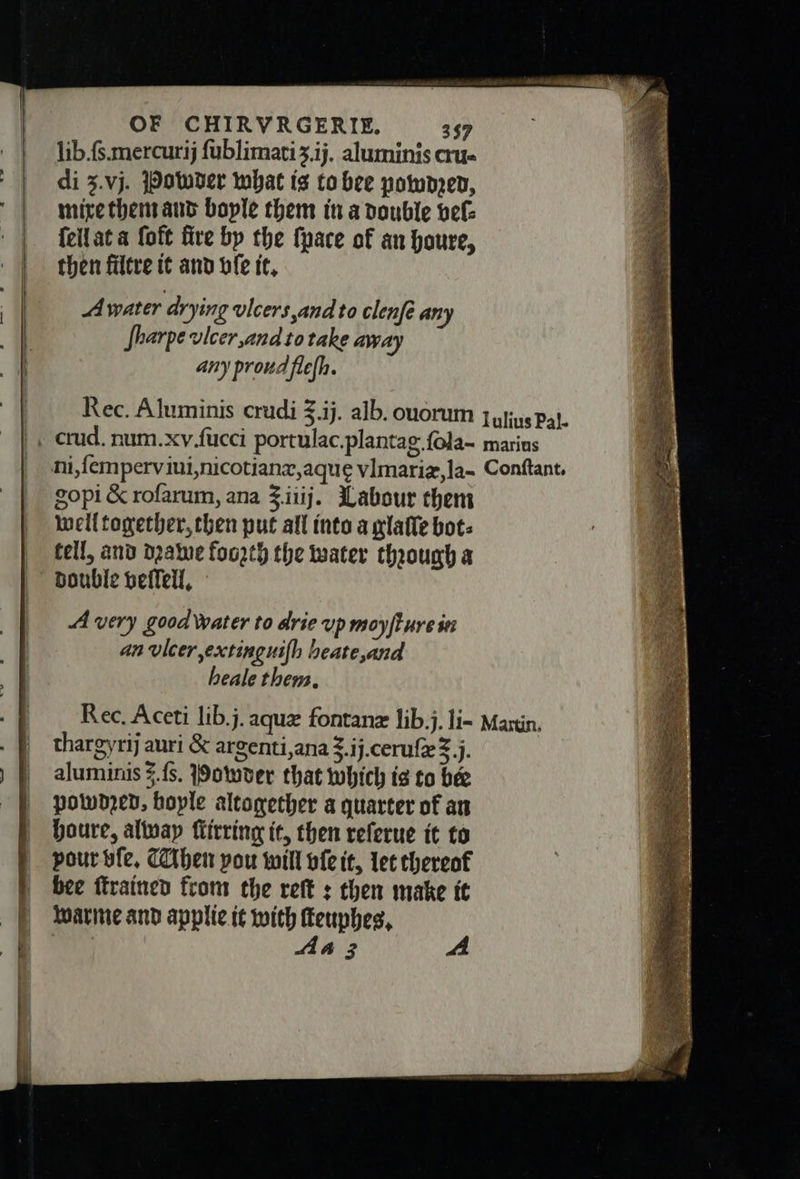 OF CHIRVRGERIE. 357
lib.ſs.mercurij ſublimati ʒ.ij. aluminis cru-
di ʒ.vj. Powder what is to bee powdꝛed,
mixe them and boyle them in a double veſ-
ſell at a ſoft fire by the ſpace of an houre,
then filtre it and vſe it.
A water drying vlcers,and to clenſe any
ſharpe vlcer,and to take away
any proud fleſh.
Rec. Aluminis crudi ℥.ij. alb. ouorum Iulius Pal-
crud. num.xv.ſucci portulac.plantag.ſola- marius
ni,ſemperviui,nicotianæ,aquę vlmariæ,la- Conſtant.
gopi & roſarum, ana ℥.iiij. Labour them
well together, then put all into a glaſſe bot-
tell, and dꝛawe fooꝛth the water thꝛough a
double veſſell.
A very good water to drie vp moyſture in
an vlcer,extinguiſh heate,and
heale them.
Rec. Aceti lib.j. aquæ fontanæ lib.j. li- Martin.
thargyrij auri & argenti,ana ℥.ij.ceruſæ ℥.j.
aluminis ℥.ſs. Powder that which is to bée
powdꝛed, boyle altogether a quarter of an
houre, alway ſtirring it, then reſerue it to
your vſe. When you will vſe it, let thereof
bee ſtrained from the reſt : then make it
warme and applie it with ſteuphes.
Aa 3 A